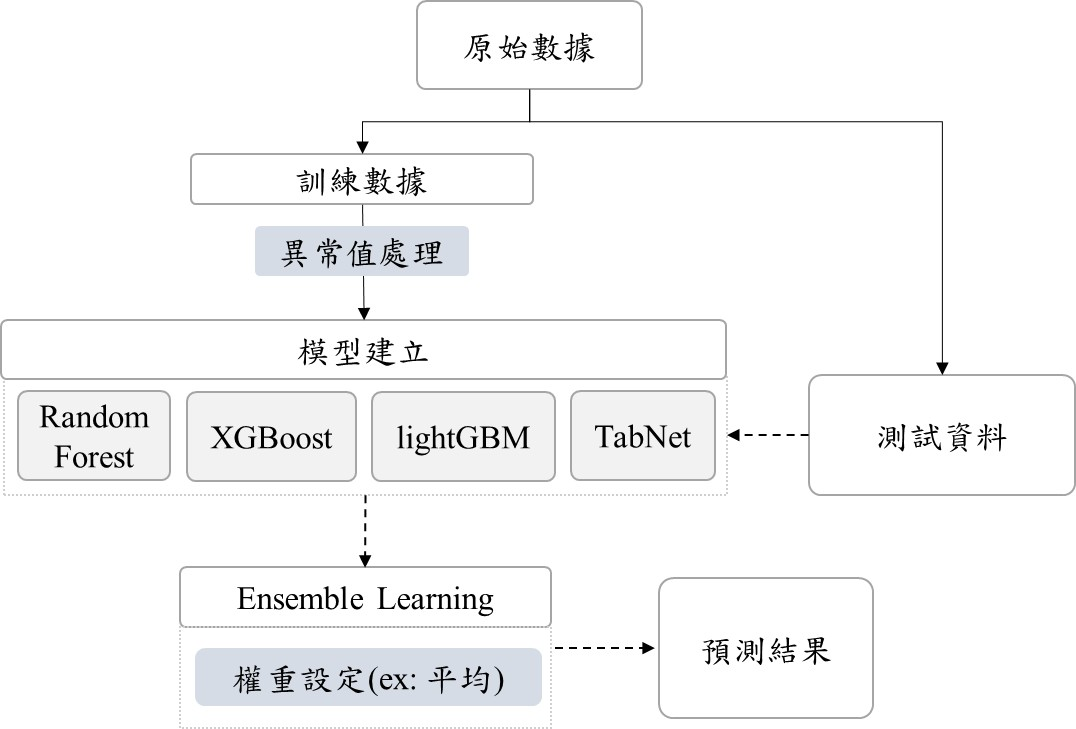 原始數據
訓練數據
異常值處理
模型建立
Random
Forest
XGBoost
lightGBM
TabNet
測試資料
Ensemble Learning
權重設定(ex: 平均)
預測結果